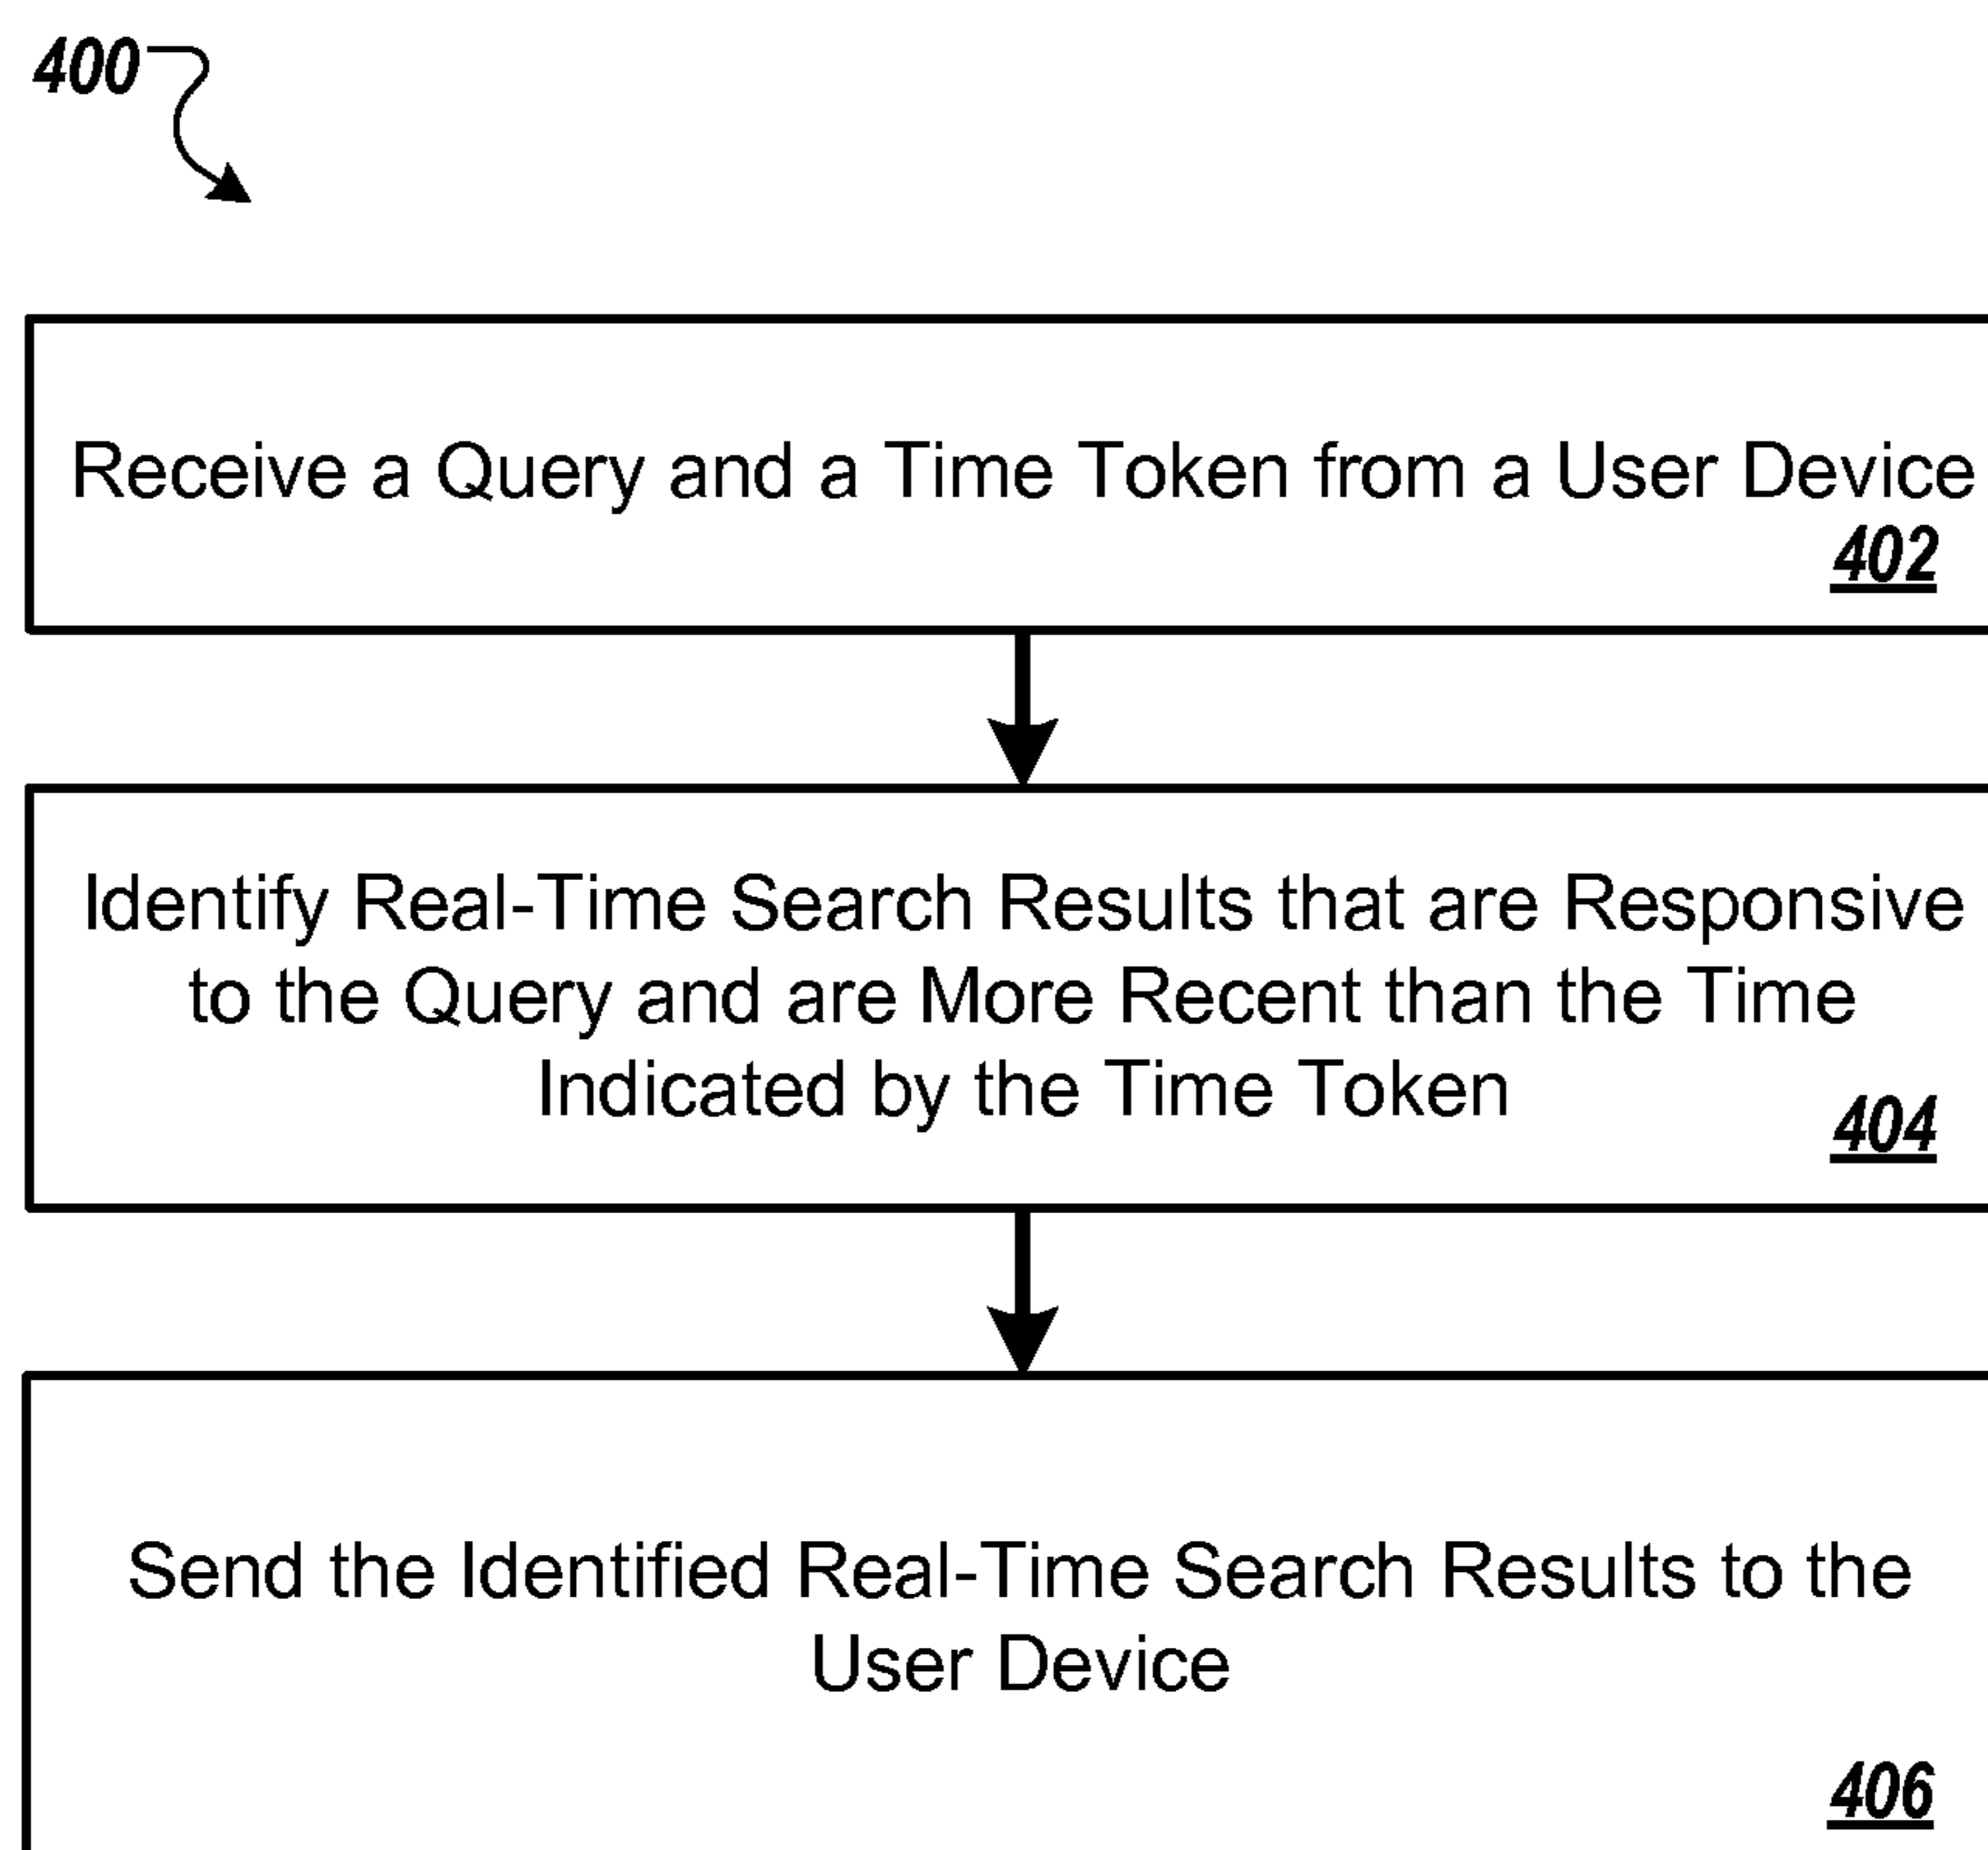 400
Receive a Query and a Time Token from a User Device
402
Identify Real-Time Search Results that are Responsive
to the Query and are More Recent than the Time
Indicated by the Time Token
404
Send the Identified Real-Time Search Results to the
User Device
406